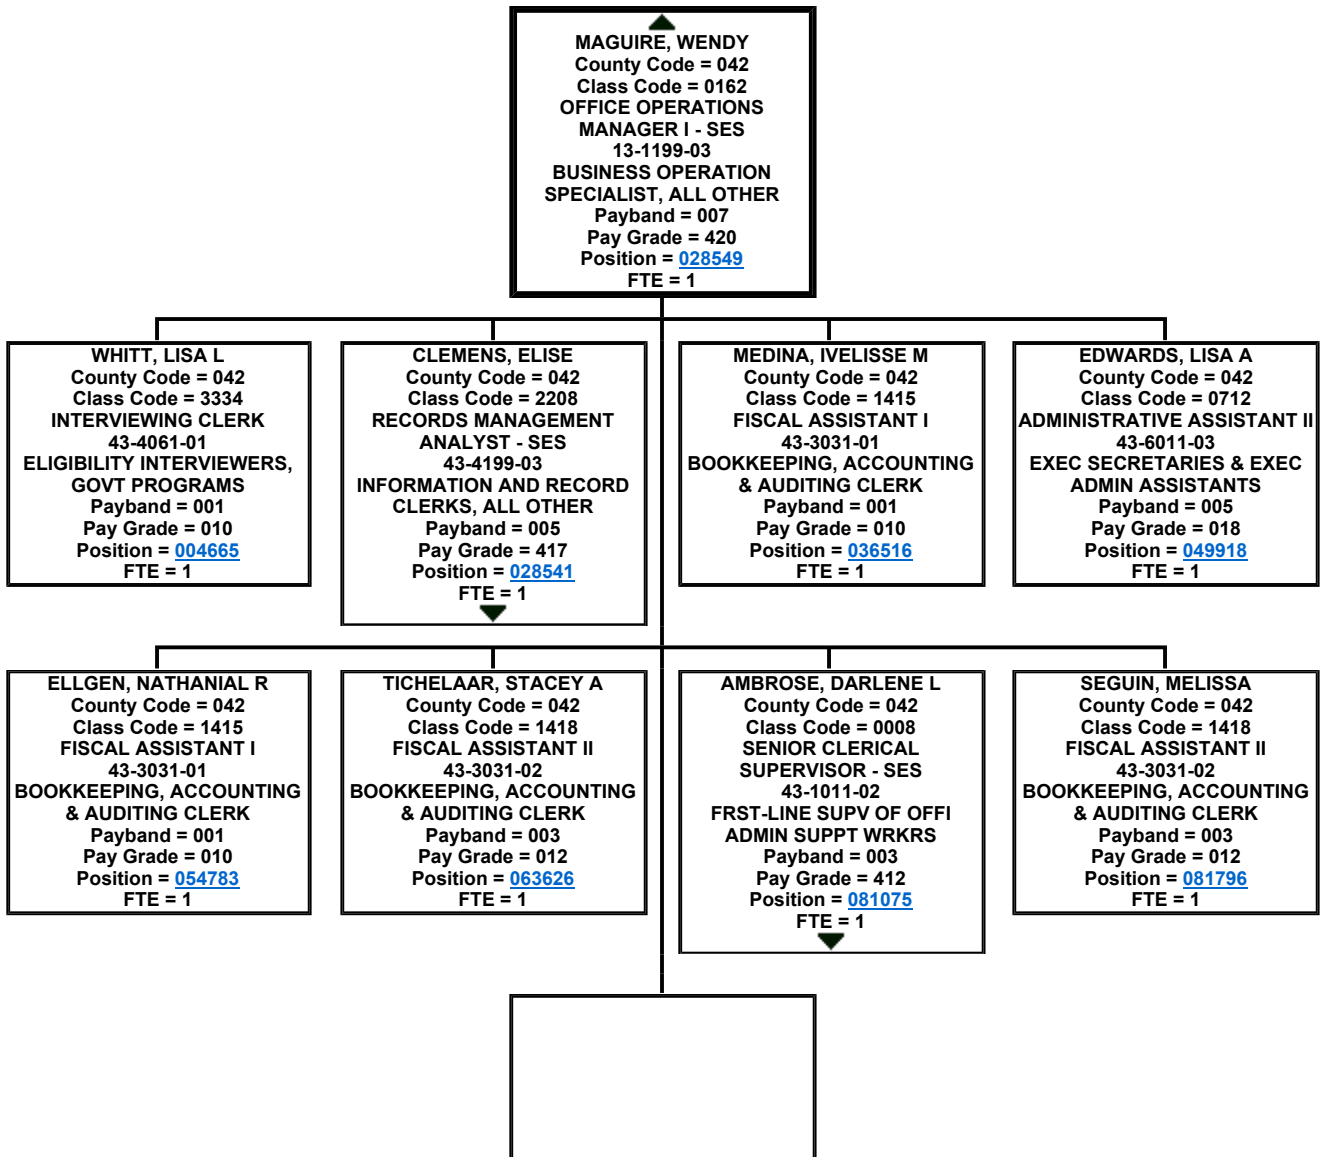 MAGUIRE, WENDY
County Code = 042
Class Code = 0162
OFFICE OPERATIONS
MANAGER I - SES
13-1199-03
BUSINESS OPERATION
SPECIALIST, ALL OTHER
Payband = 007
Pay Grade = 420
Position = 028549
FTE = 1
WHITT, LISA L
County Code = 042
Class Code = 3334
INTERVIEWING CLERK
43-4061-01
ELIGIBILITY INTERVIEWERS,
GOVT PROGRAMS
Payband = 001
Pay Grade = 010
Position = 004665
FTE = 1
CLEMENS, ELISE
County Code = 042
Class Code = 2208
RECORDS MANAGEMENT
ANALYST - SES
43-4199-03
INFORMATION AND RECORD
CLERKS, ALL OTHER
Payband = 005
Pay Grade = 417
Position = 028541
FTE = 1
MEDINA, IVELISSE M
County Code = 042
Class Code = 1415
FISCAL ASSISTANT I
43-3031-01
BOOKKEEPING, ACCOUNTING
& AUDITING CLERK
Payband = 001
Pay Grade = 010
Position = 036516
FTE = 1
EDWARDS, LISA A
County Code = 042
Class Code = 0712
ADMINISTRATIVE ASSISTANT II
43-6011-03
EXEC SECRETARIES & EXEC
ADMIN ASSISTANTS
Payband = 005
Pay Grade = 018
Position = 049918
FTE = 1
ELLGEN, NATHANIAL R
County Code = 042
Class Code = 1415
FISCAL ASSISTANT I
43-3031-01
BOOKKEEPING, ACCOUNTING
& AUDITING CLERK
Payband = 001
Pay Grade = 010
Position = 054783
FTE = 1
TICHELAAR, STACEY A
County Code = 042
Class Code = 1418
FISCAL ASSISTANT II
43-3031-02
BOOKKEEPING, ACCOUNTING
& AUDITING CLERK
Payband = 003
Pay Grade = 012
Position = 063626
FTE = 1
AMBROSE, DARLENE L
County Code = 042
Class Code = 0008
SENIOR CLERICAL
SUPERVISOR - SES
43-1011-02
FRST-LINE SUPV OF OFFI
ADMIN SUPPT WRKRS
Payband = 003
Pay Grade = 412
Position = 081075
FTE = 1
SEGUIN, MELISSA
County Code = 042
Class Code = 1418
FISCAL ASSISTANT II
43-3031-02
BOOKKEEPING, ACCOUNTING
& AUDITING CLERK
Payband = 003
Pay Grade = 012
Position = 081796
FTE = 1